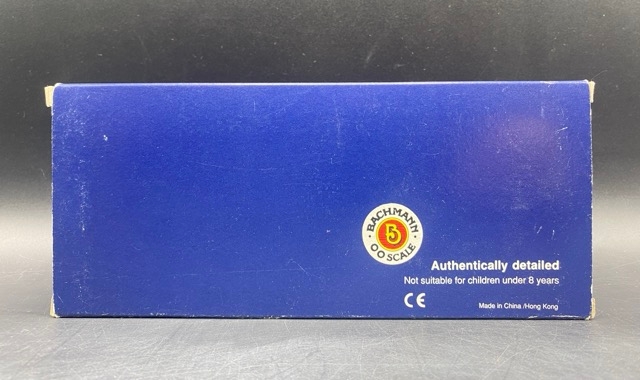 BACHMANN
B
OO SCALE
Authentically detailed
Not suitable for children under 8 years
CE
Made in China /Hong Kong